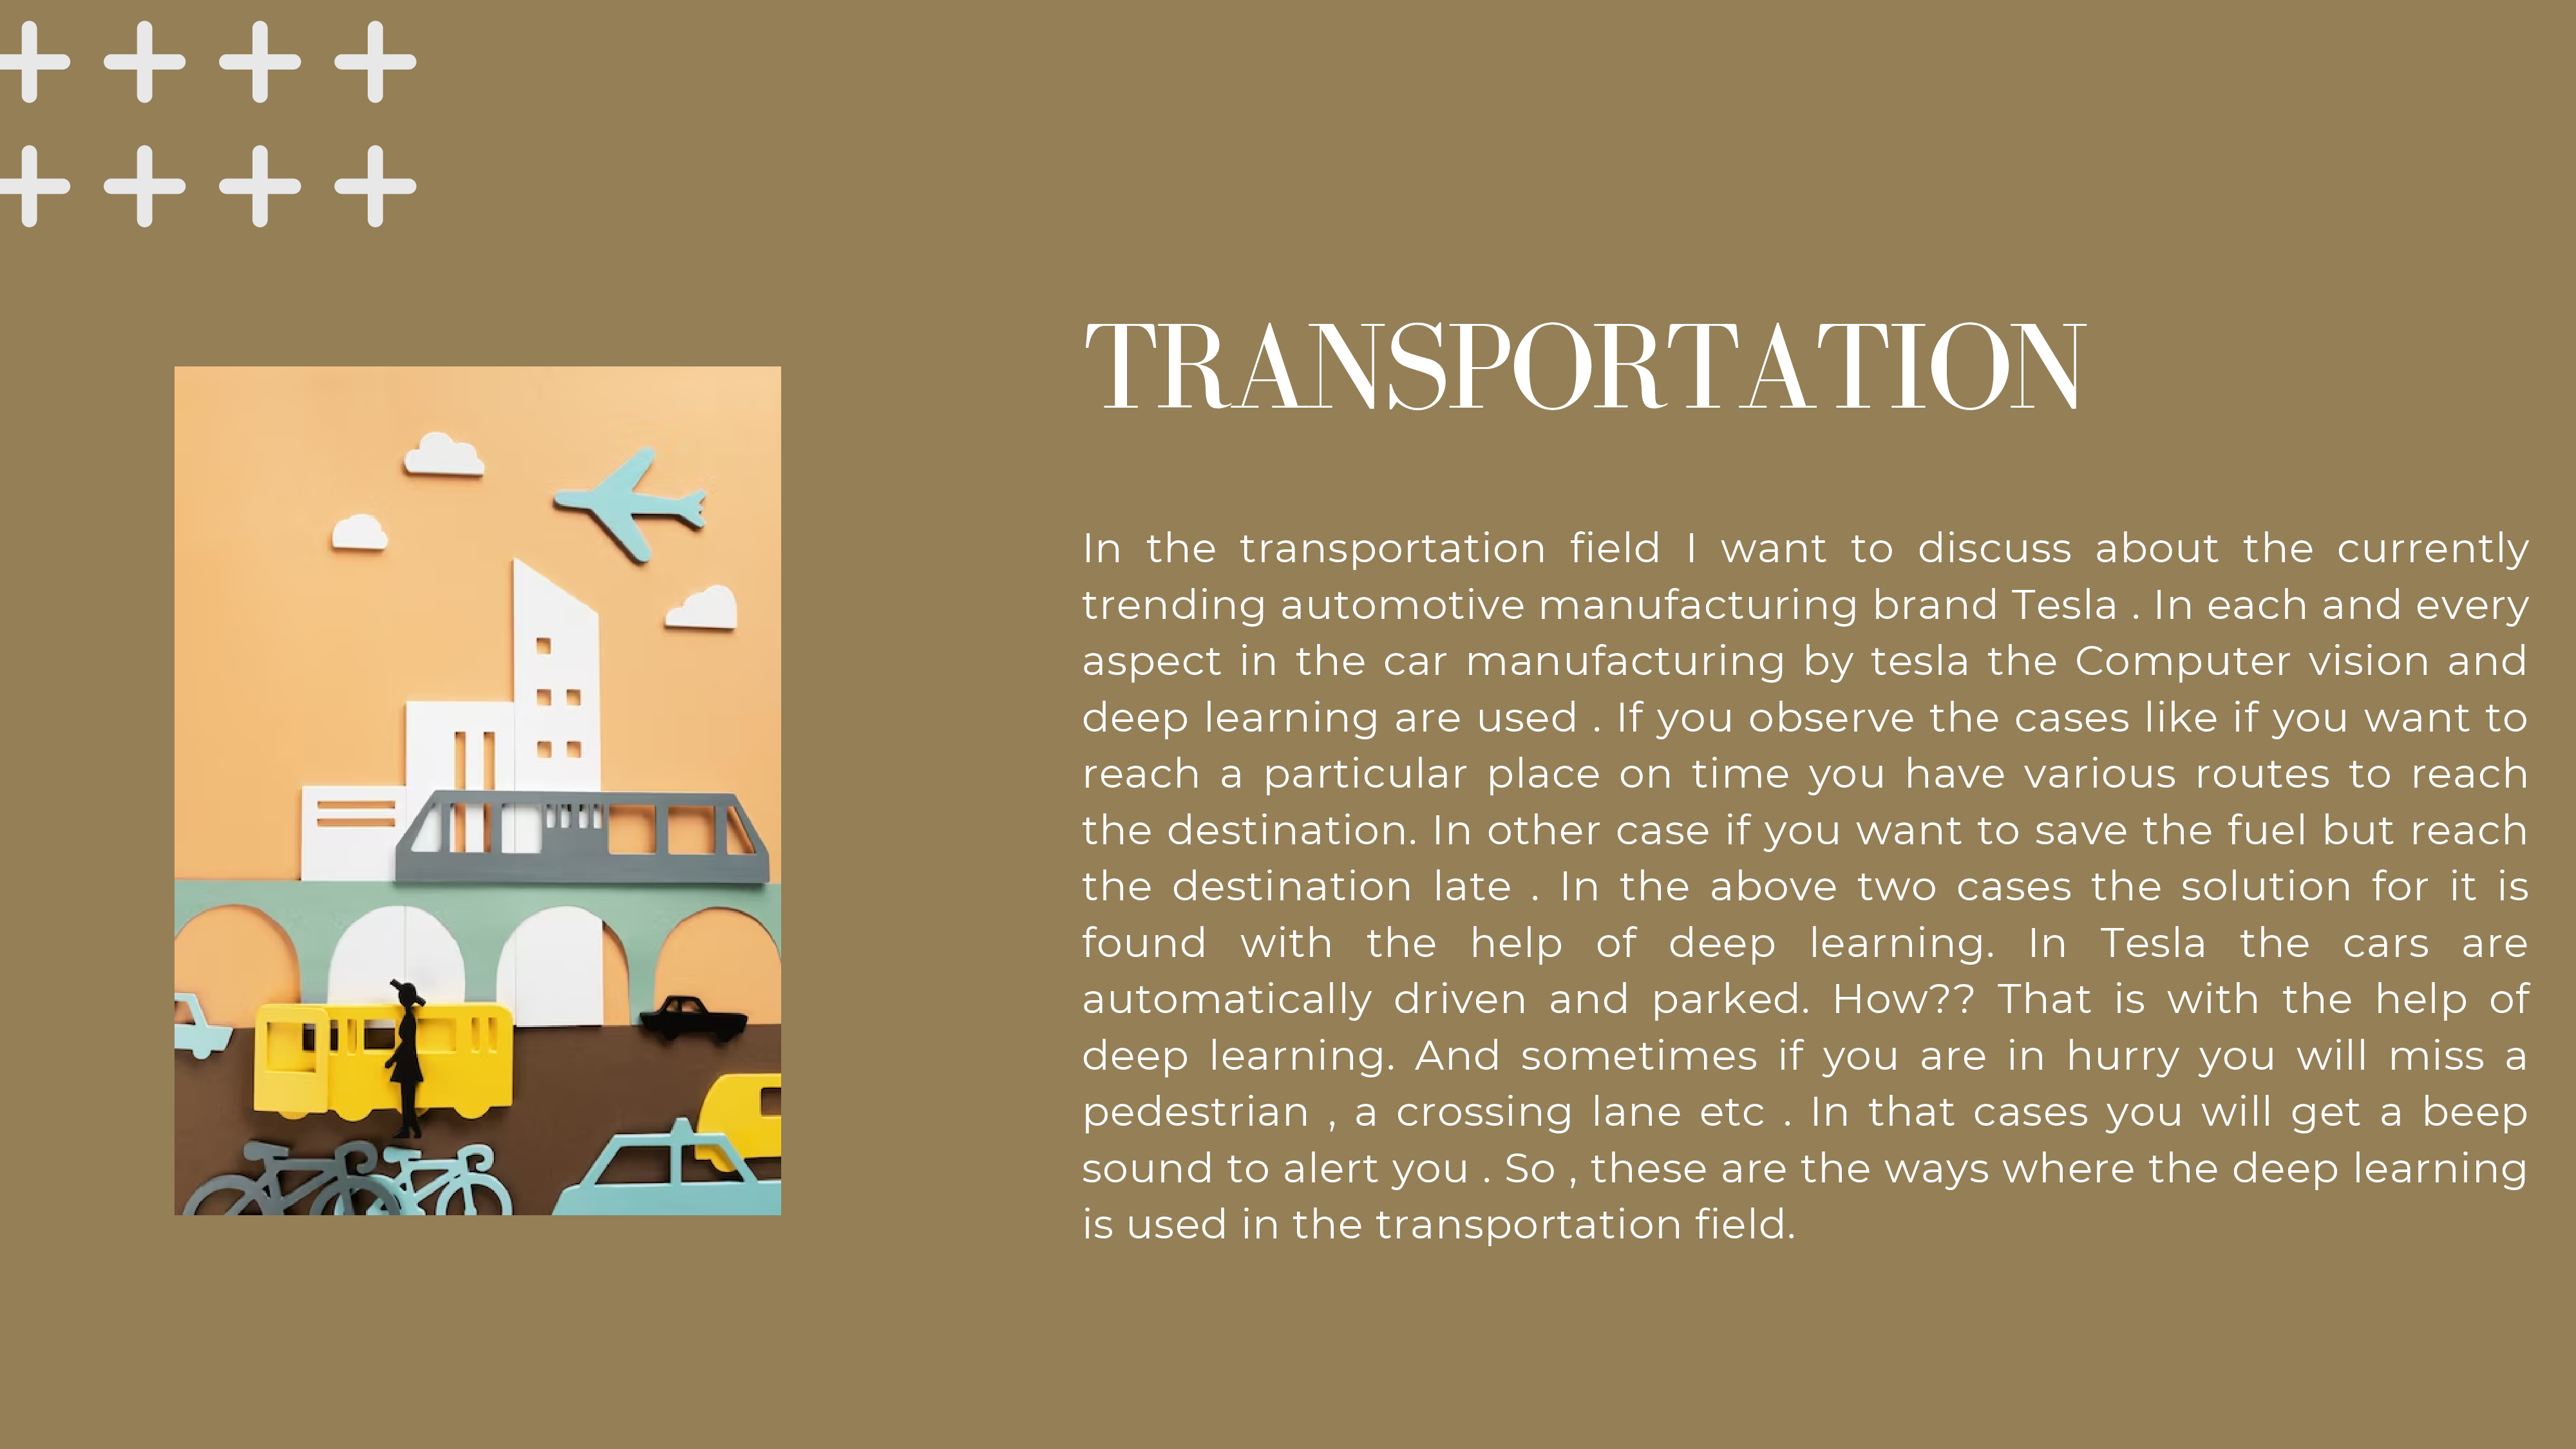 TRANSPORTATION
In the transportation field I want to discuss about the currently
trending automotive manufacturing brand Tesla . In each and every
aspect in the car manufacturing by tesla the Computer vision and
deep learning are used . If you observe the cases like if you want to
reach a particular place on time you have various routes to reach
the destination. In other case if you want to save the fuel but reach
the destination late . In the above two cases the solution for it is
found with the help of deep learning. In Tesla the cars are
automatically driven and parked. How?? That is with the help of
deep learning. And sometimes if you are in hurry you will miss a
pedestrian , a crossing lane etc . In that cases you will get a beep
sound to alert you . So , these are the ways where the deep learning
is used in the transportation field.